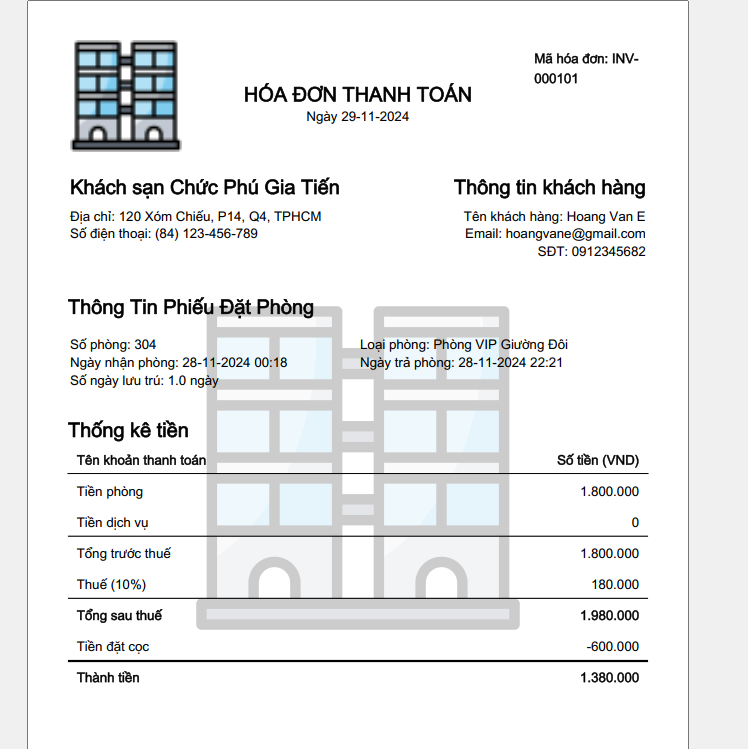 Mã hóa đơn: INV-
000101
HÓA ĐƠN THANH TOÁN
Ngày 29-11-2024
Khách sạn Chức Phú Gia Tiến
Địa chỉ: 120 Xóm Chiếu, P14, Q4, TPHCM
Số điện thoại: (84) 123-456-789
Thông tin khách hàng
Tên khách hàng: Hoang Van E
Email: hoangvane@gmail.com
SĐT: 0912345682
Thông Tin Phiếu Đặt Phòng
Số phòng: 304 Loại phòng: Phòng VIP Giường Đôi
Ngày nhận phòng: 28-11-2024 00:18 Ngày trả phòng: 28-11-2024 22:21
Số ngày lưu trú: 1.0 ngày
Thống kê tiền
Tên khoản thanh toán Số tiền (VND)
Tiền phòng 1.800.000
Tiền dịch vụ 0
Tổng trước thuế 1.800.000
Thuế (10%) 180.000
Tổng sau thuế 1.980.000
Tiền đặt cọc -600.000
Thành tiền 1.380.000